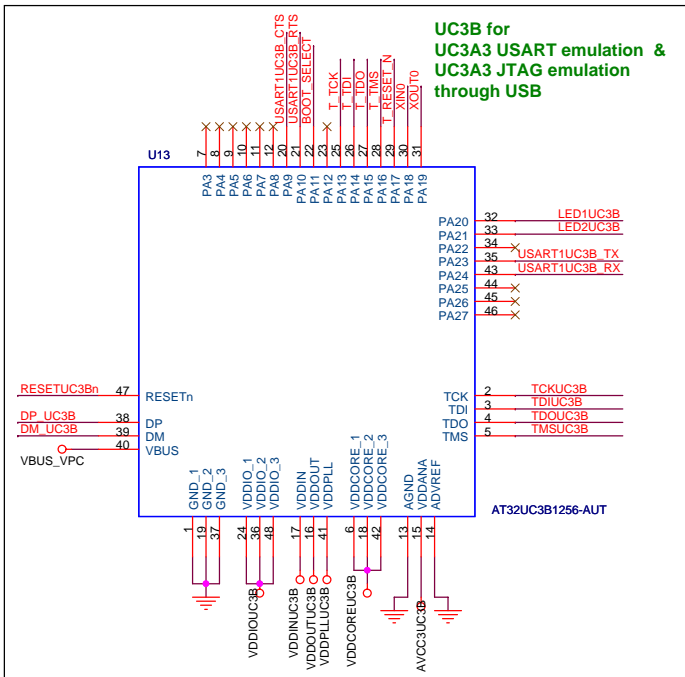 UC3B for
UC3A3 USART emulation &
UC3A3 JTAG emulation
through USB
USART1UC3B_CTS
USART1UC3B_RTS
BOOT_SELECT
T_TCK
T_TDI
T_TDO
T_TMS
T_RESET_N
XIN0
XOUT0
7
8
9
10
11
12
20
21
22
23
25
26
27
28
29
30
31
U13
PA3
PA4
PA5
PA6
PA7
PA8
PA9
PA10
PA11
PA12
PA13
PA14
PA15
PA16
PA17
PA18
PA19
PA20 32 LED1UC3B
PA21 33 LED2UC3B
PA22 34
PA23 35 USART1UC3B_TX
PA24 43 USART1UC3B_RX
PA25 44
PA26 45
PA27 46
RESETUC3Bn 47 RESETn
DP_UC3B 38 DP
DM_UC3B 39 DM
40 VBUS
VBUS_VPC
TCK 2 TCKUC3B
TDI 3 TDIUC3B
TDO 4 TDOUC3B
TMS 5 TMSUC3B
GND_1
GND_2
GND_3
VDDIO_1
VDDIO_2
VDDIO_3
VDDIN
VDDOUT
VDDPLL
VDDCORE_1
VDDCORE_2
VDDCORE_3
AGND
VDDANA
ADVREF
AT32UC3B1256-AUT
1
19
37
24
36
48
17
16
41
6
18
42
13
15
14
VDDIOUC3B
VDDINUC3B
VDDOUTUC3B
VDDPLLUC3B
VDDCOREUC3B
AVCC3UC3B